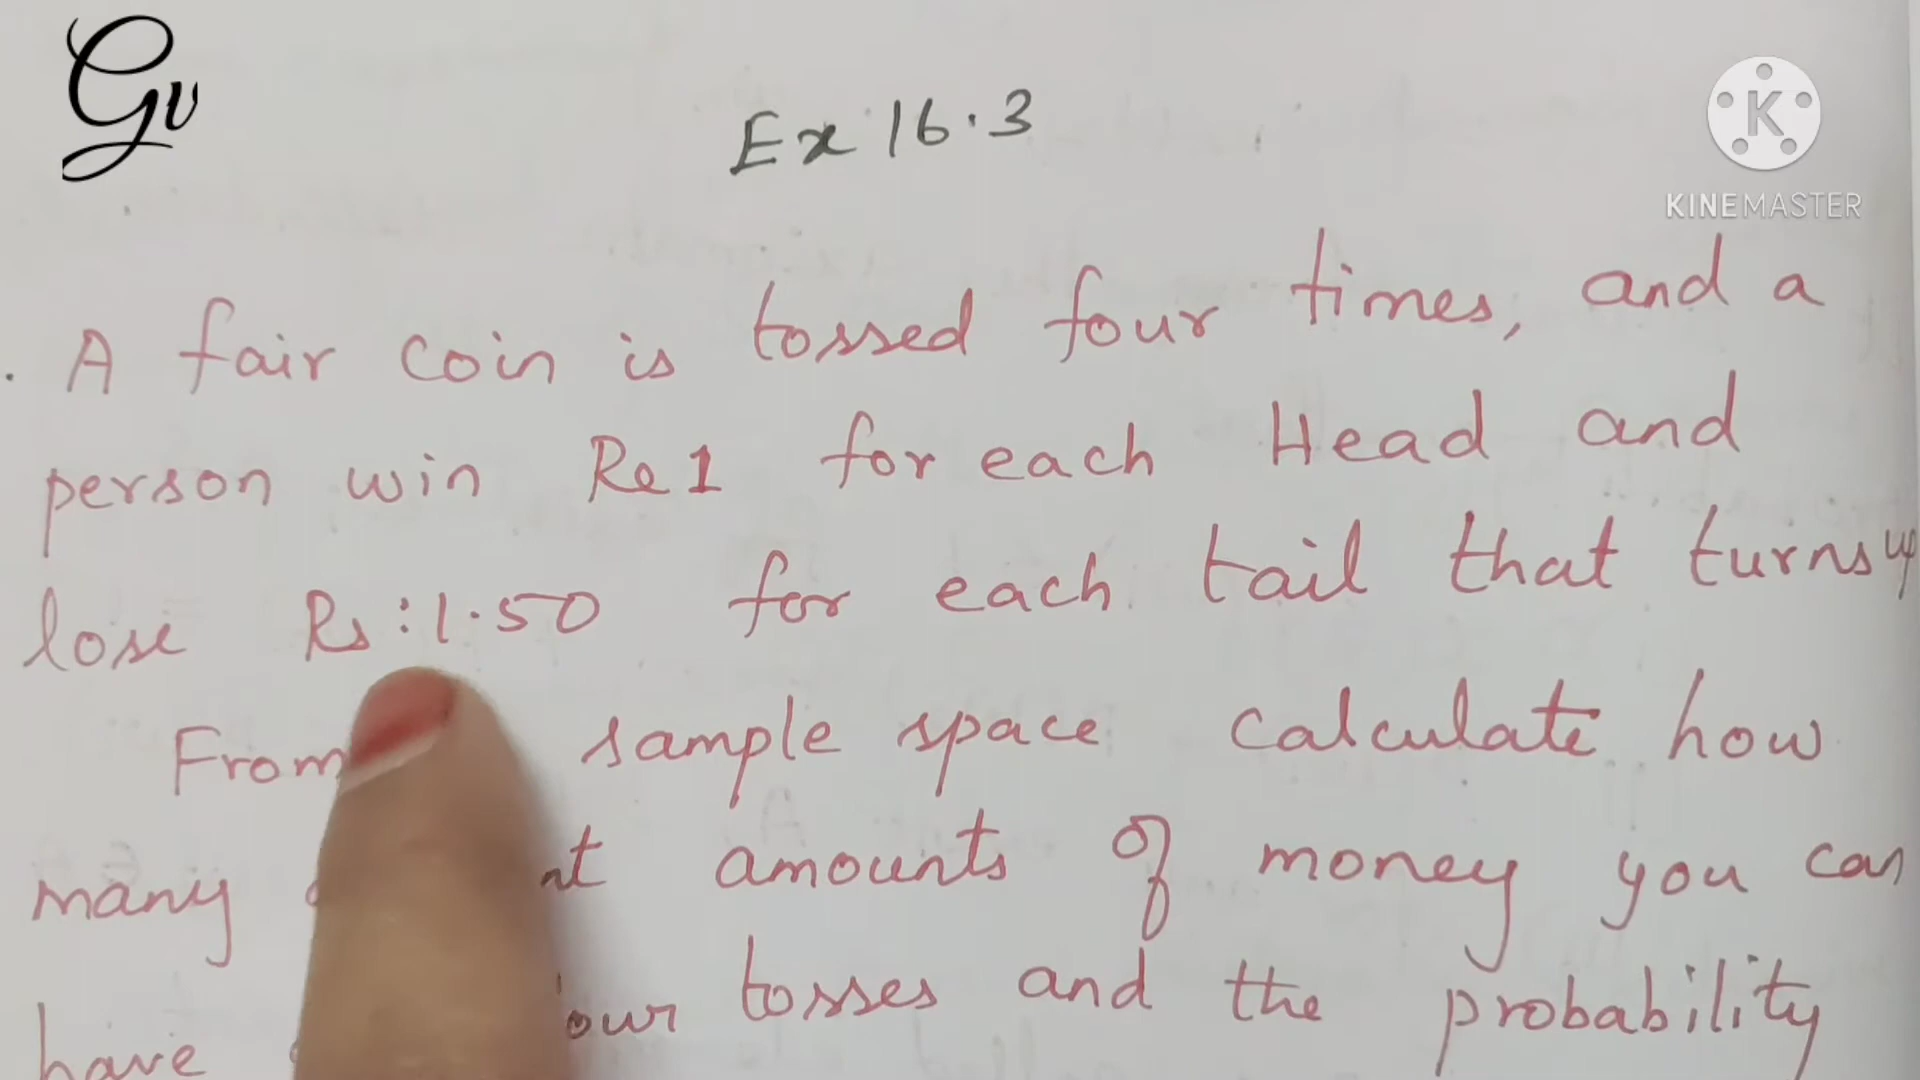 Gv
Ex 16.3
KINEMASTER
A fair coin is tossed four times, and a
person win Re 1 for each Head and
lose Rs:1.50 for each tail that turns up
From sample space calculate how
many amounts of money you can
have tosses and the probability